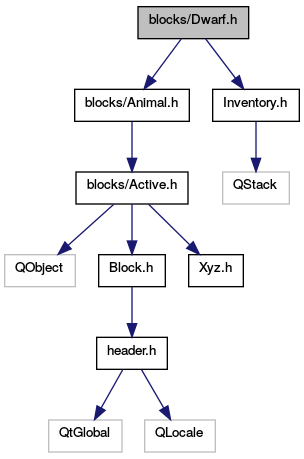 blocks/Dwarf.h
blocks/Animal.h
Inventory.h
blocks/Active.h
QStack
QObject
Block.h
Xyz.h
header.h
QtGlobal
QLocale